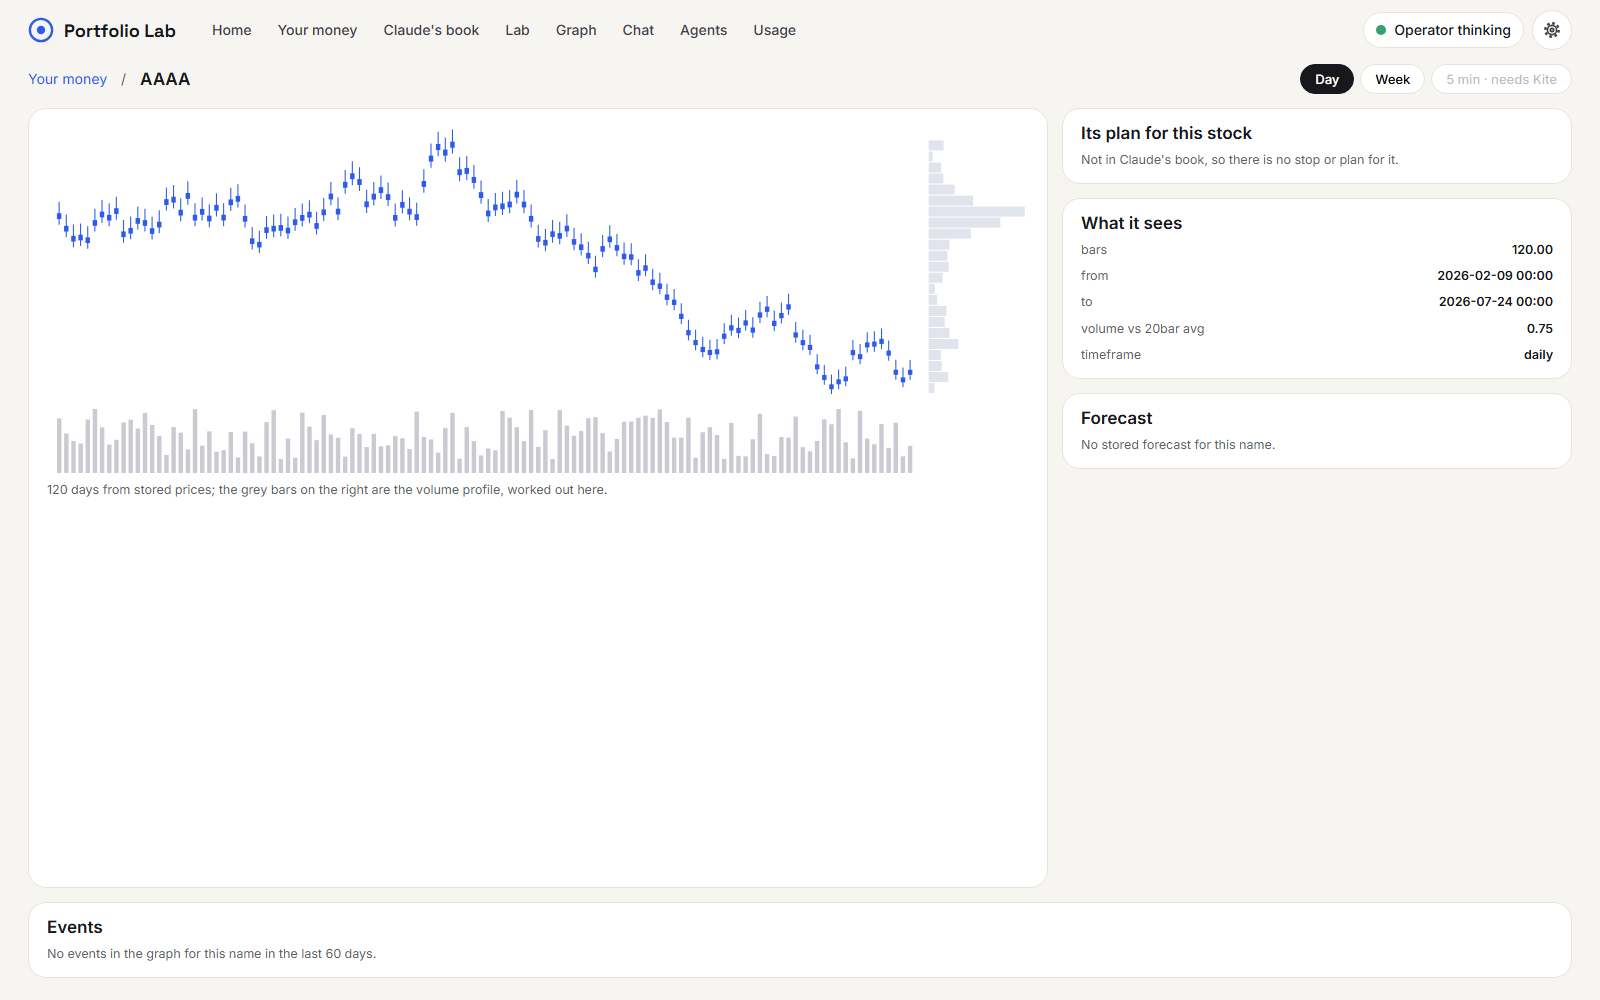 Portfolio Lab
Home
Your money
Claude's book
Lab
Graph
Chat
Agents
Usage
Operator thinking
Your money / AAAA
Day
Week
5 min · needs Kite
120 days from stored prices; the grey bars on the right are the volume profile, worked out here.
Its plan for this stock
Not in Claude's book, so there is no stop or plan for it.
What it sees
bars 120.00
from 2026-02-09 00:00
to 2026-07-24 00:00
volume vs 20bar avg 0.75
timeframe daily
Forecast
No stored forecast for this name.
Events
No events in the graph for this name in the last 60 days.